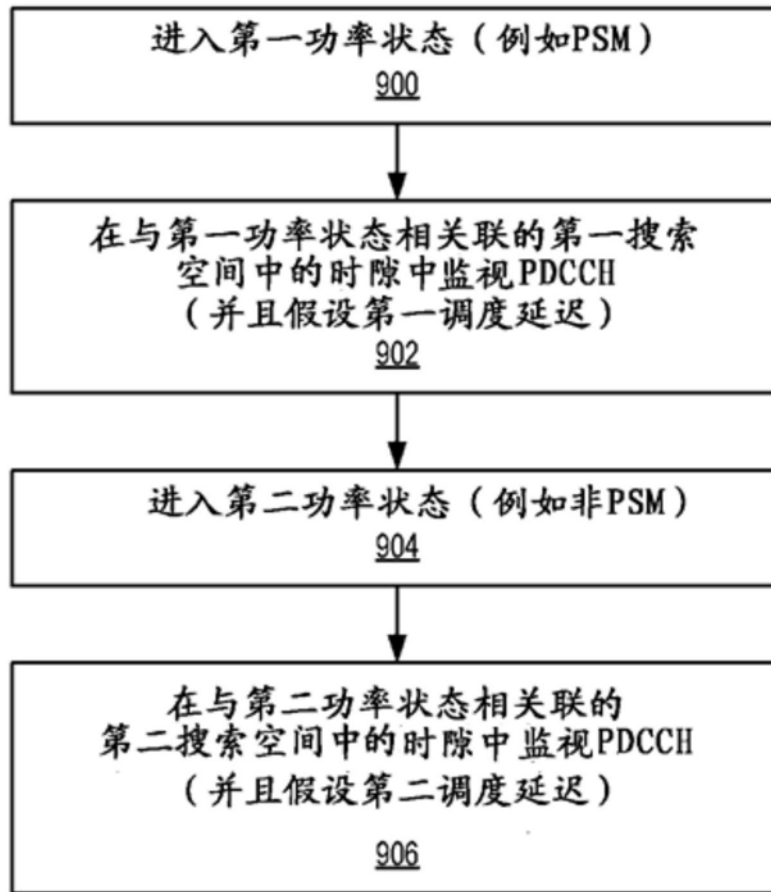 进入第一功率状态（例如PSM）
900
在与第一功率状态相关联的第一搜索
空间中的时隙中监视PDCCH
（并且假设第一调度延迟）
902
进入第二功率状态（例如非PSM）
904
在与第二功率状态相关联的
第二搜索空间中的时隙中监视PDCCH
（并且假设第二调度延迟）
906